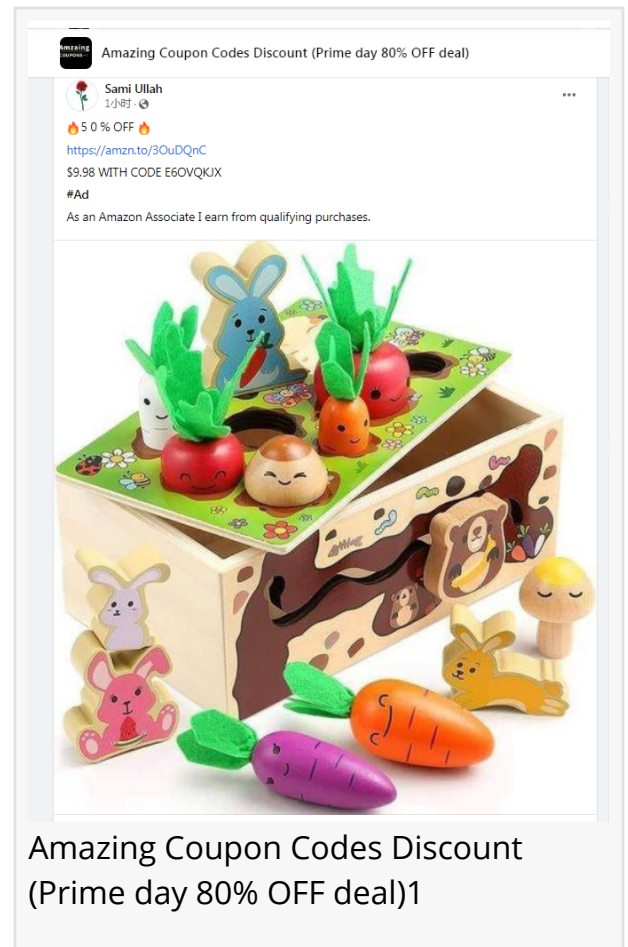 Amzaing
COUPONS
Amazing Coupon Codes Discount (Prime day 80% OFF deal)
Sami Ullah
1小时 ·
🔥5 0 % OFF 🔥
https://amzn.to/3OuDQnC
$9.98 WITH CODE E6OVQKJX
#Ad
As an Amazon Associate I earn from qualifying purchases.
Amazing Coupon Codes Discount
(Prime day 80% OFF deal)1